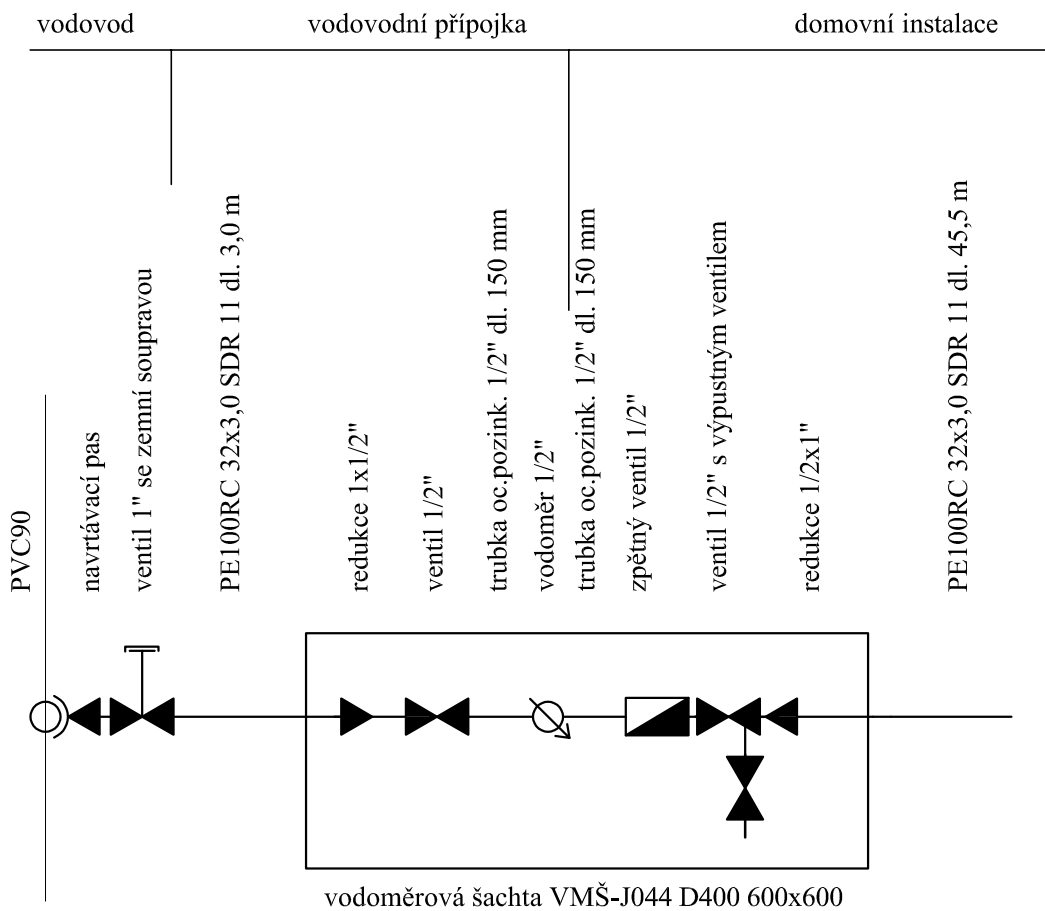 vodovod
vodovodní přípojka
domovní instalace
PVC90
navrtávací pas
ventil 1" se zemní soupravou
PE100RC 32x3,0 SDR 11 dl. 3,0 m
redukce 1x1/2"
ventil 1/2"
trubka oc.pozink. 1/2" dl. 150 mm
vodoměr 1/2"
trubka oc.pozink. 1/2" dl. 150 mm
zpětný ventil 1/2"
ventil 1/2" s výpustným ventilem
redukce 1/2x1"
PE100RC 32x3,0 SDR 11 dl. 45,5 m
vodoměrová šachta VMŠ-J044 D400 600x600